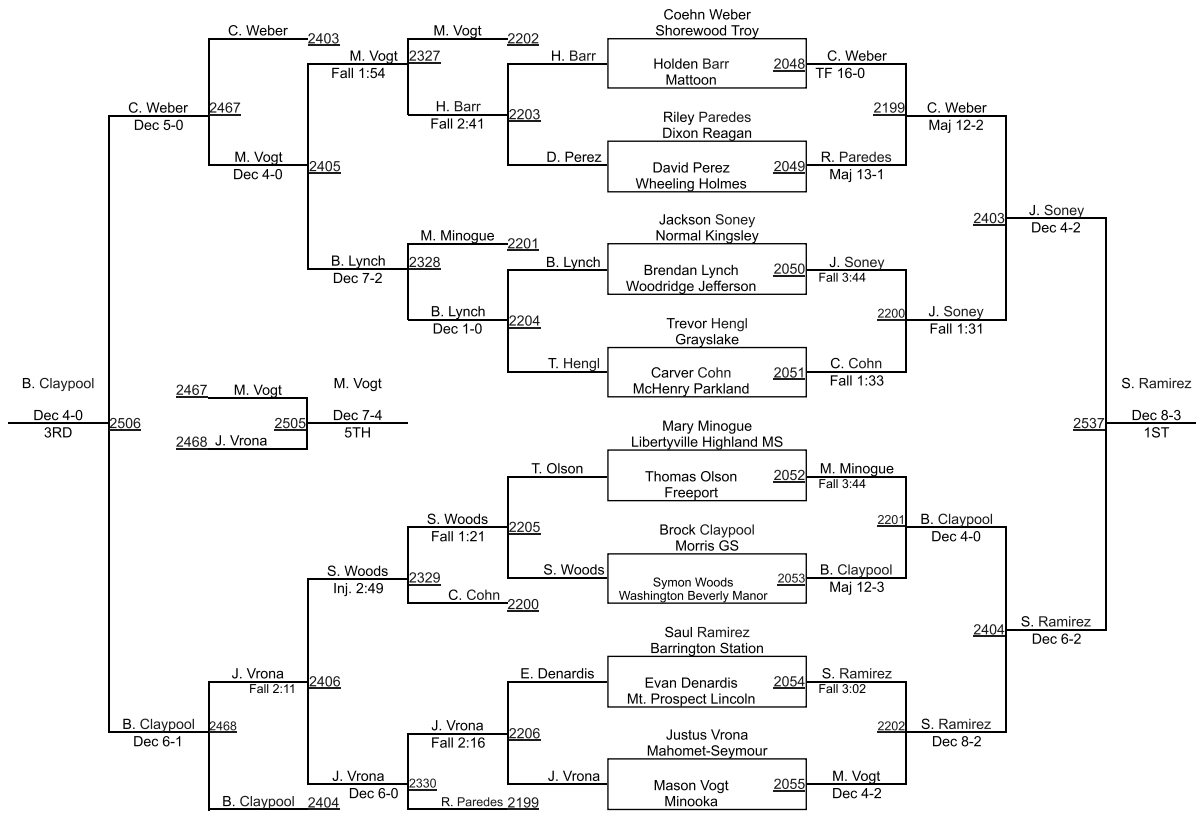 Coehn Weber
Shorewood Troy
C. Weber
2403
M. Vogt
2202
M. Vogt
2327
H. Barr
Holden Barr
2048
C. Weber
Fall 1:54
Mattoon
TF 16-0
C. Weber
2467
H. Barr
2203
2199
C. Weber
Dec 5-0
Fall 2:41
Riley Paredes
Maj 12-2
Dixon Reagan
M. Vogt
2405
D. Perez
David Perez
2049
R. Paredes
Dec 4-0
Wheeling Holmes
Maj 13-1
Jackson Soney
2403
J. Soney
Normal Kingsley
Dec 4-2
M. Minogue
2201
B. Lynch
2328
B. Lynch
Brendan Lynch
2050
J. Soney
Dec 7-2
Woodridge Jefferson
Fall 3:44
B. Lynch
2204
2200
J. Soney
Dec 1-0
Trevor Hengl
Fall 1:31
Grayslake
T. Hengl
Carver Cohn
2051
C. Cohn
McHenry Parkland
Fall 1:33
B. Claypool
2467
M. Vogt
M. Vogt
S. Ramirez
Dec 4-0
2506
2505
Dec 7-4
2537
Dec 8-3
3RD
5TH
1ST
2468
J. Vrona
Mary Minogue
Libertyville Highland MS
T. Olson
Thomas Olson
2052
M. Minogue
Freeport
Fall 3:44
S. Woods
2205
2201
B. Claypool
Fall 1:21
Brock Claypool
Dec 4-0
Morris GS
S. Woods
2329
S. Woods
Symon Woods
2053
B. Claypool
Inj. 2:49
Washington Beverly Manor
Maj 12-3
C. Cohn
2200
Saul Ramirez
2404
S. Ramirez
Barrington Station
Dec 6-2
J. Vrona
2406
E. Denardis
Evan Denardis
2054
S. Ramirez
Fall 2:11
Mt. Prospect Lincoln
Fall 3:02
B. Claypool
2468
J. Vrona
2206
2202
S. Ramirez
Dec 6-1
Fall 2:16
Justus Vrona
Dec 8-2
Mahomet-Seymour
J. Vrona
2330
J. Vrona
Mason Vogt
2055
M. Vogt
Dec 6-0
Minooka
Dec 4-2
B. Claypool
2404
R. Paredes
2199